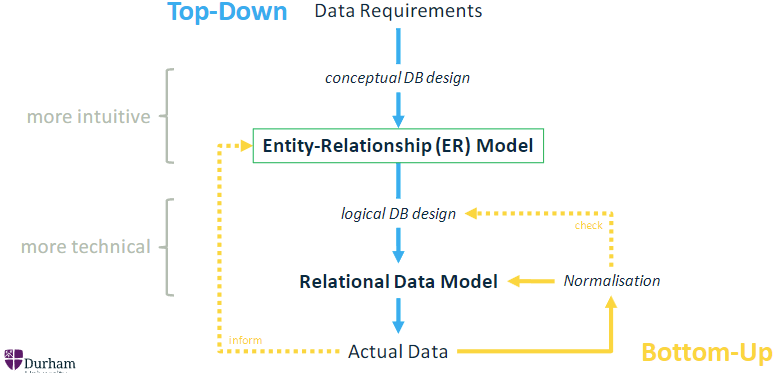 Top-Down
Data Requirements
conceptual DB design
more intuitive
Entity-Relationship (ER) Model
logical DB design
check
more technical
Relational Data Model
Normalisation
inform
Actual Data
Bottom-Up
Durham